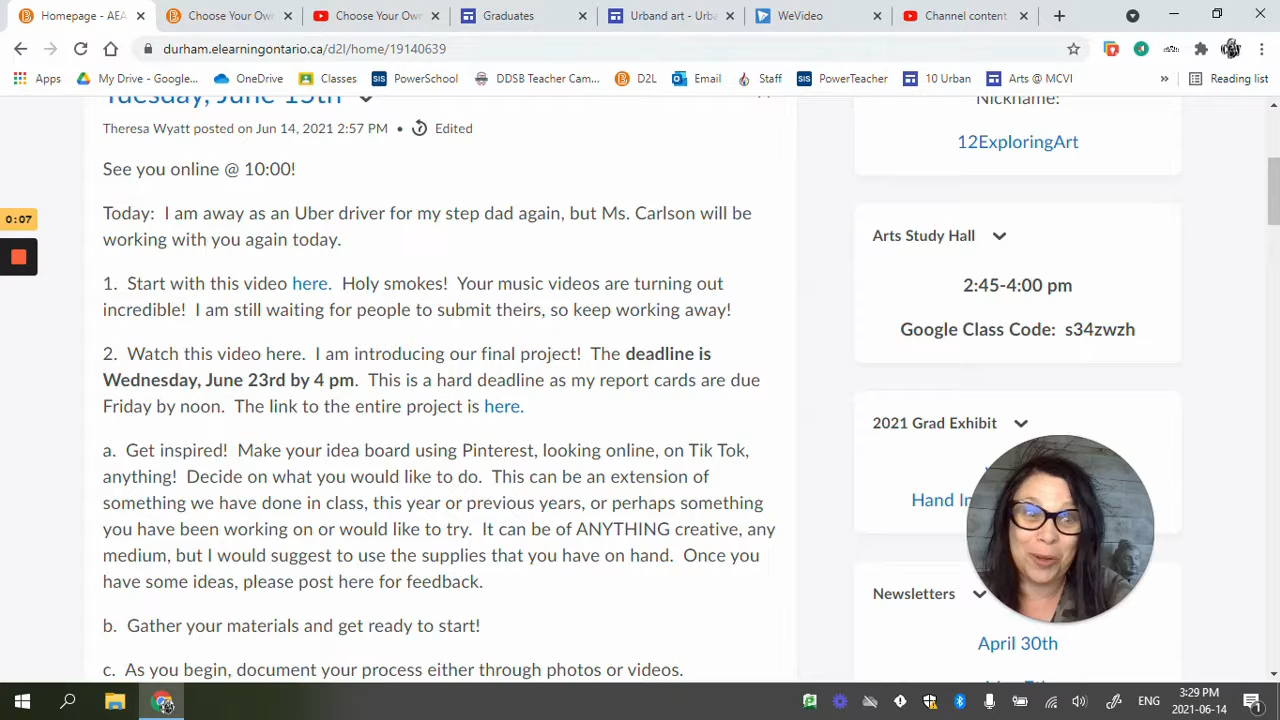 Homepage - AEA
Choose Your Ow
Choose Your Ow
Graduates
Urband art - Urb
WeVideo
Channel content
durham.elearningontario.ca/d2l/home/19140639
Apps
My Drive - Google...
OneDrive
Classes
PowerSchool
DDSB Teacher Cam...
D2L
Email
Staff
PowerTeacher
10 Urban
Arts @ MCVI
Reading list
Tuesday, June 15th
Theresa Wyatt posted on Jun 14, 2021 2:57 PM • Edited
See you online @ 10:00!
Today: I am away as an Uber driver for my step dad again, but Ms. Carlson will be
working with you again today.
1. Start with this video here. Holy smokes! Your music videos are turning out
incredible! I am still waiting for people to submit theirs, so keep working away!
2. Watch this video here. I am introducing our final project! The deadline is
Wednesday, June 23rd by 4 pm. This is a hard deadline as my report cards are due
Friday by noon. The link to the entire project is here.
a. Get inspired! Make your idea board using Pinterest, looking online, on Tik Tok,
anything! Decide on what you would like to do. This can be an extension of
something we have done in class, this year or previous years, or perhaps something
you have been working on or would like to try. It can be of ANYTHING creative, any
medium, but I would suggest to use the supplies that you have on hand. Once you
have some ideas, please post here for feedback.
b. Gather your materials and get ready to start!
c. As you begin, document your process either through photos or videos.
Nickname:
12ExploringArt
Arts Study Hall
2:45-4:00 pm
Google Class Code: s34zwzh
2021 Grad Exhibit
Hand In
Newsletters
April 30th
0:07
ENG
3:29 PM
2021-06-14